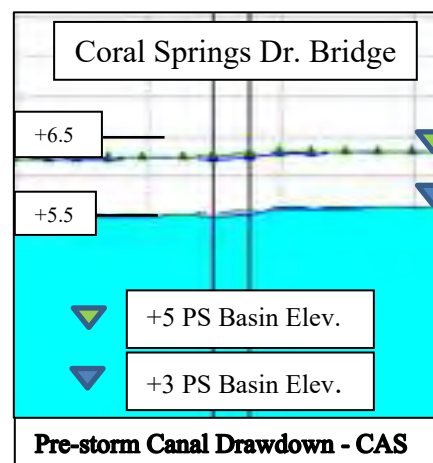 Coral Springs Dr. Bridge
+6.5
+5.5
+5 PS Basin Elev.
+3 PS Basin Elev.
Pre-storm Canal Drawdown - CAS